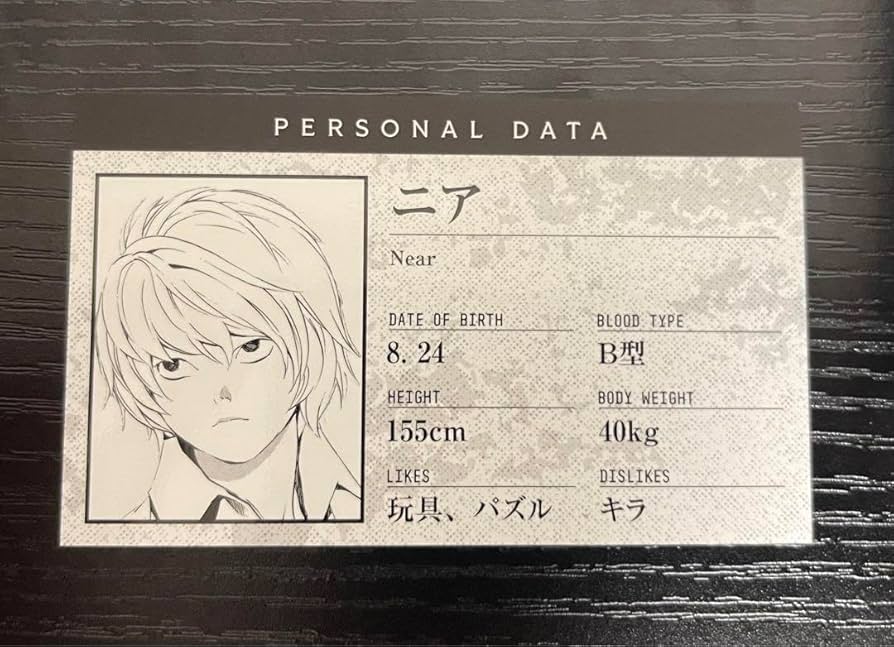 PERSONAL DATA
ニア
Near
DATE OF BIRTH
8. 24
BLOOD TYPE
B型
HEIGHT
155cm
BODY WEIGHT
40kg
LIKES
玩具、パズル
DISLIKES
キラ